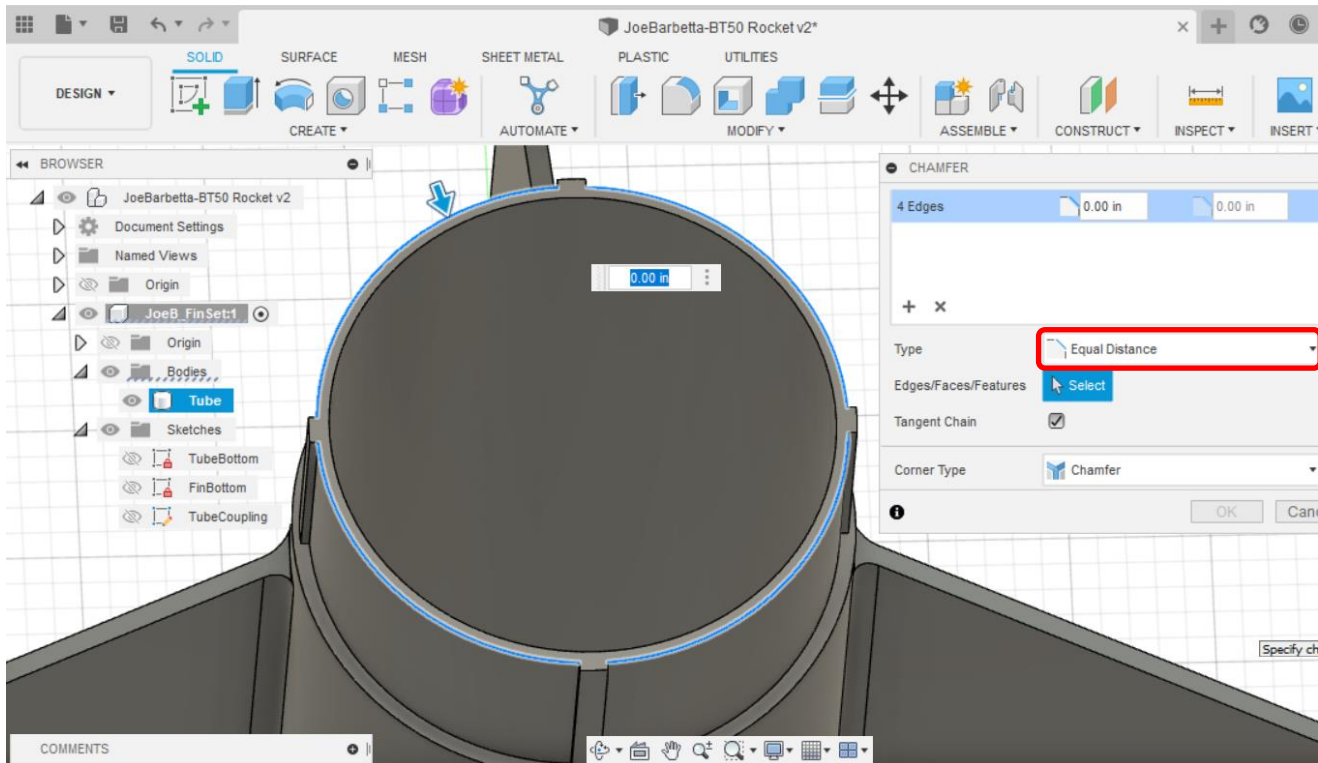 JoeBarbetta-BT50 Rocket v2*
SOLID SURFACE MESH SHEET METAL PLASTIC UTILITIES
DESIGN
CREATE AUTOMATE MODIFY ASSEMBLE CONSTRUCT INSPECT INSERT
BROWSER
JoeBarbetta-BT50 Rocket v2
Document Settings
Named Views
Origin
JoeB_FinSet:1
Origin
Bodies
Tube
Sketches
TubeBottom
FinBottom
TubeCoupling
0.00 in
CHAMFER
4 Edges 0.00 in 0.00 in
Type Equal Distance
Edges/Faces/Features Select
Tangent Chain
Corner Type Chamfer
OK Canc
Specify ch
COMMENTS